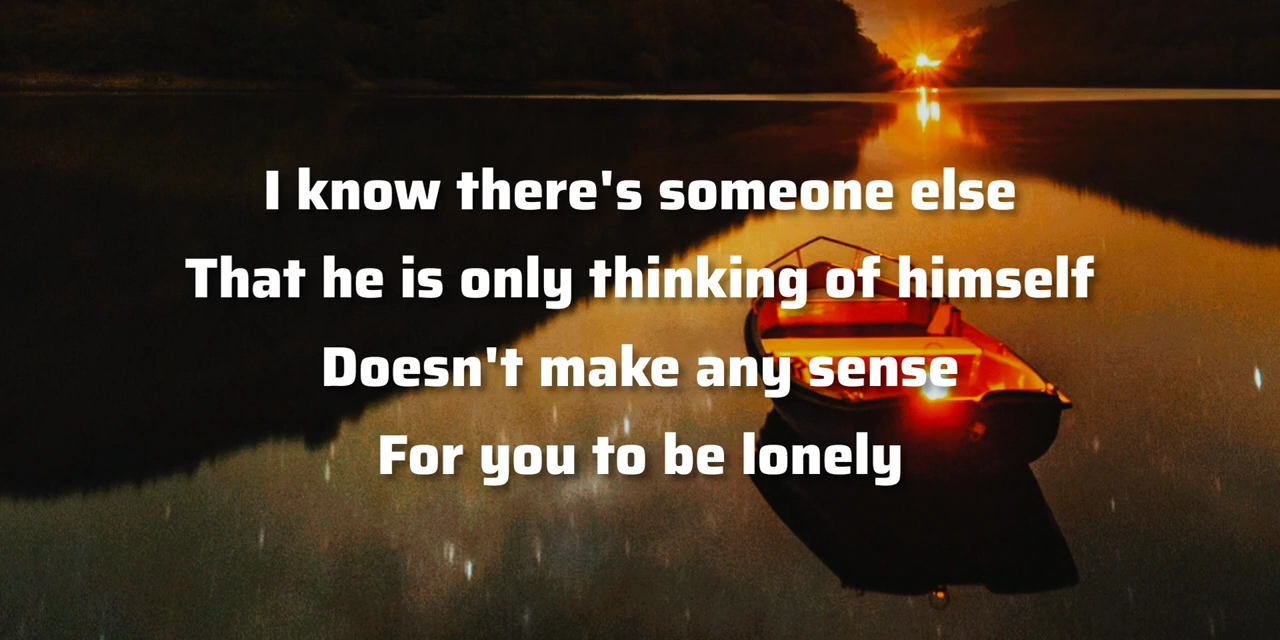 I know there's someone else
That he is only thinking of himself
Doesn't make any sense
For you to be lonely